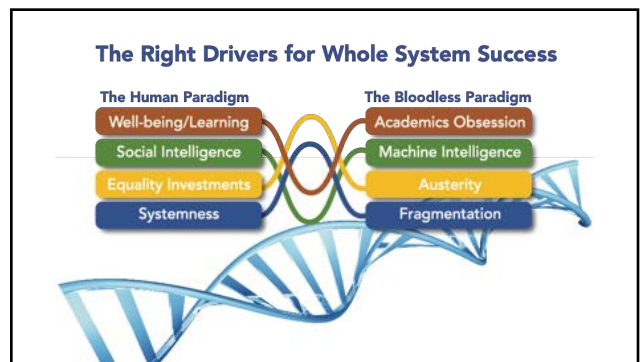 The Right Drivers for Whole System Success
The Human Paradigm
Well-being/Learning
Social Intelligence
Equality Investments
Systemness
The Bloodless Paradigm
Academics Obsession
Machine Intelligence
Austerity
Fragmentation